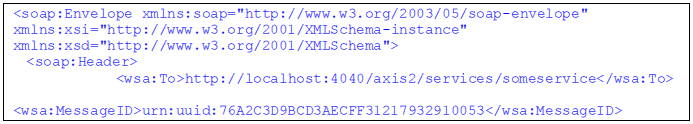 <soap:Envelope xmlns:soap="http://www.w3.org/2003/05/soap-envelope"
xmlns:xsi="http://www.w3.org/2001/XMLSchema-instance"
xmlns:xsd="http://www.w3.org/2001/XMLSchema">
<soap:Header>
<wsa:To>http://localhost:4040/axis2/services/someservice</wsa:To>
<wsa:MessageID>urn:uuid:76A2C3D9BCD3AECFF31217932910053</wsa:MessageID>